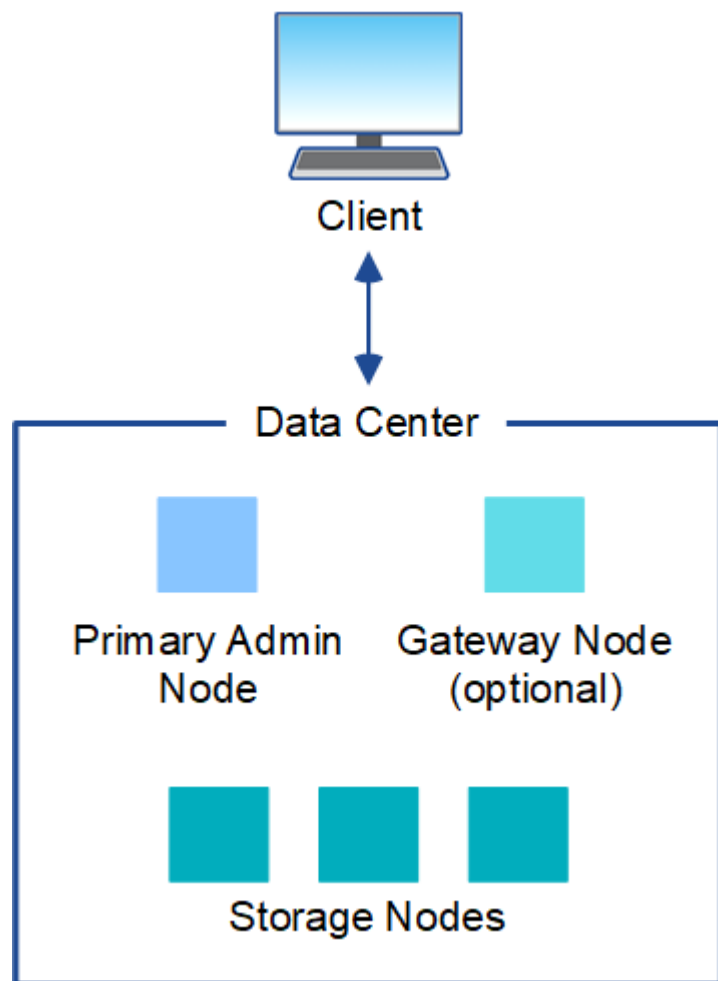 Client
Data Center
Primary Admin
Node
Gateway Node
(optional)
Storage Nodes